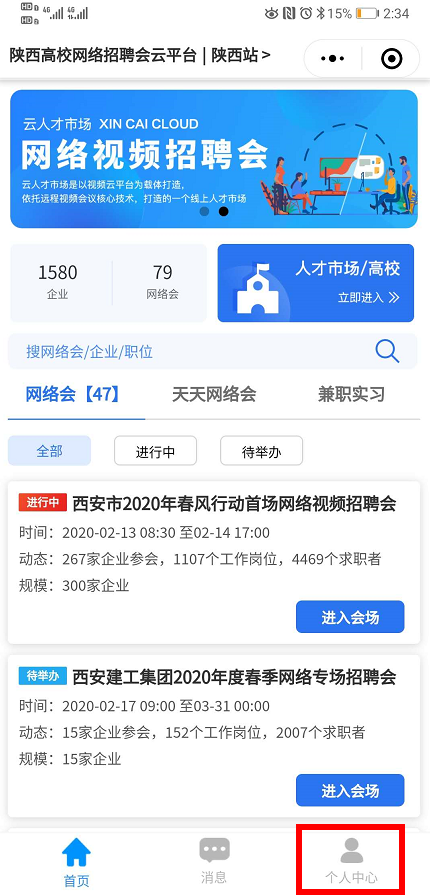 HD 4G 4G 15% 2:34
HD
陕西高校网络招聘会云平台 | 陕西站 >
云人才市场 XIN CAI CLOUD
网络视频招聘会
云人才市场是以视频云平台为载体打造，
依托远程视频会议核心技术，打造的一个线上人才市场
1580 79
企业 网络会
人才市场/高校
立即进入
搜网络会/企业/职位
网络会【47】 天天网络会 兼职实习
全部 进行中 待举办
进行中 西安市2020年春风行动首场网络视频招聘会
时间：2020-02-13 08:30 至02-14 17:00
动态：267家企业参会，1107个工作岗位，4469个求职者
规模：300家企业
进入会场
待举办 西安建工集团2020年度春季网络专场招聘会
时间：2020-02-17 09:00 至03-31 00:00
动态：15家企业参会，152个工作岗位，2007个求职者
规模：15家企业
进入会场
首页 消息 个人中心